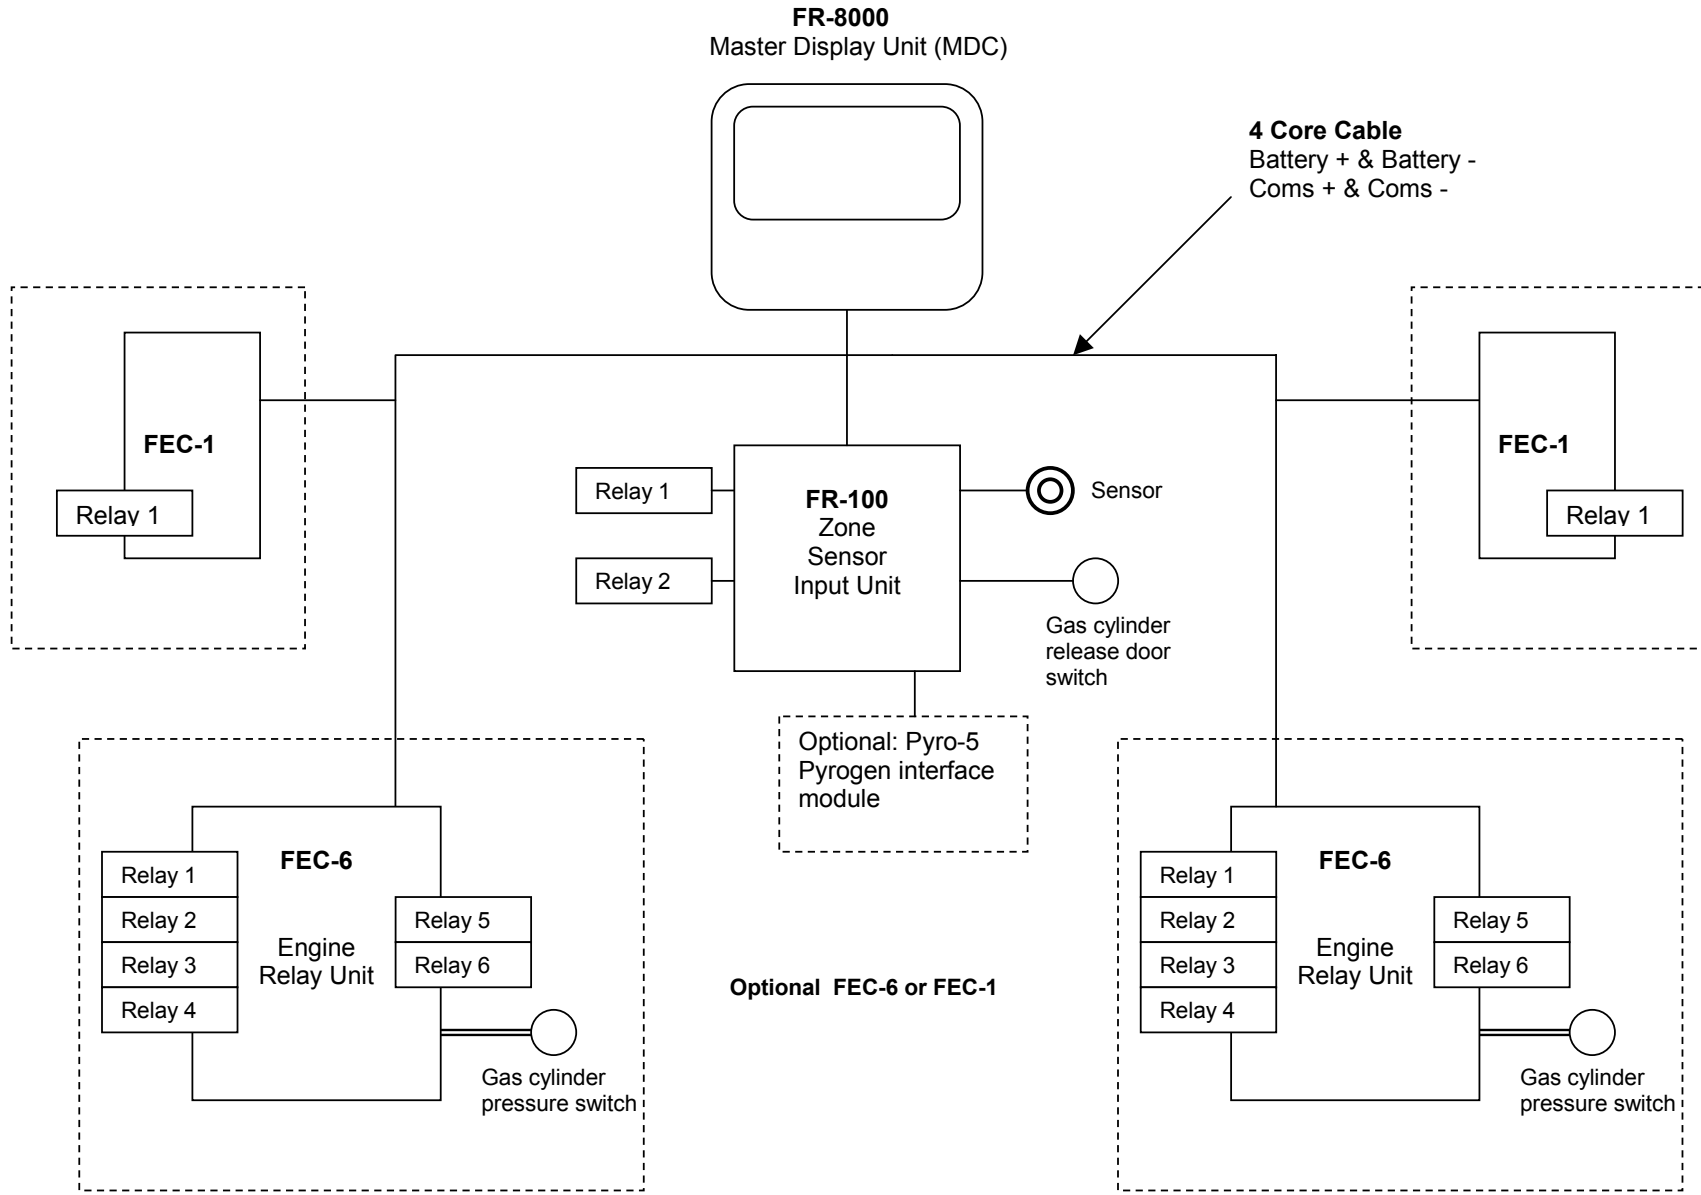 FR-8000
Master Display Unit (MDC)
4 Core Cable
Battery + & Battery -
Coms + & Coms -
FEC-1
Relay 1
FEC-1
Relay 1
Relay 1
Relay 2
FR-100
Zone
Sensor
Input Unit
Sensor
Gas cylinder
release door
switch
Optional: Pyro-5
Pyrogen interface
module
FEC-6
Engine
Relay Unit
Relay 1
Relay 2
Relay 3
Relay 4
Relay 5
Relay 6
Gas cylinder
pressure switch
Optional FEC-6 or FEC-1
FEC-6
Engine
Relay Unit
Relay 1
Relay 2
Relay 3
Relay 4
Relay 5
Relay 6
Gas cylinder
pressure switch